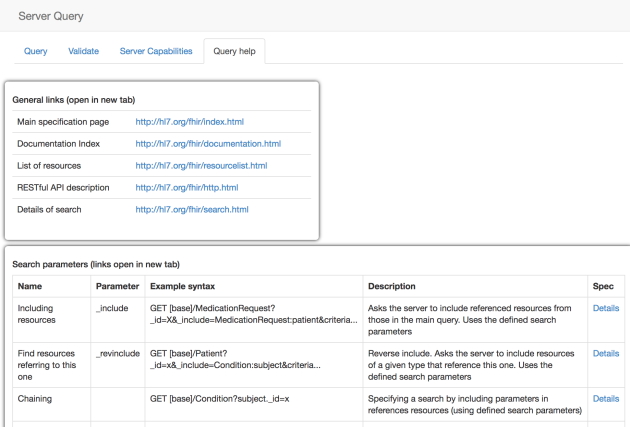 Server Query
Query Validate Server Capabilities Query help
General links (open in new tab)
Main specification page http://hl7.org/fhir/index.html
Documentation Index http://hl7.org/fhir/documentation.html
List of resources http://hl7.org/fhir/resourcelist.html
RESTful API description http://hl7.org/fhir/http.html
Details of search http://hl7.org/fhir/search.html
Search parameters (links open in new tab)
Name Parameter Example syntax Description Spec
Including _include GET [base]/MedicationRequest? Asks the server to include referenced resources from Details
resources _id=X&_include=MedicationRequest:patient&criteria... those in the main query. Uses the defined search
parameters
Find resources _revinclude GET [base]/Patient? Reverse include. Asks the server to include resources Details
referring to this _id=x&_include=Condition:subject&criteria... of a given type that reference this one. Uses the
one defined search parameters
Chaining GET [base]/Condition?subject._id=x Specifying a search by including parameters in Details
references resources (using defined search parameters)